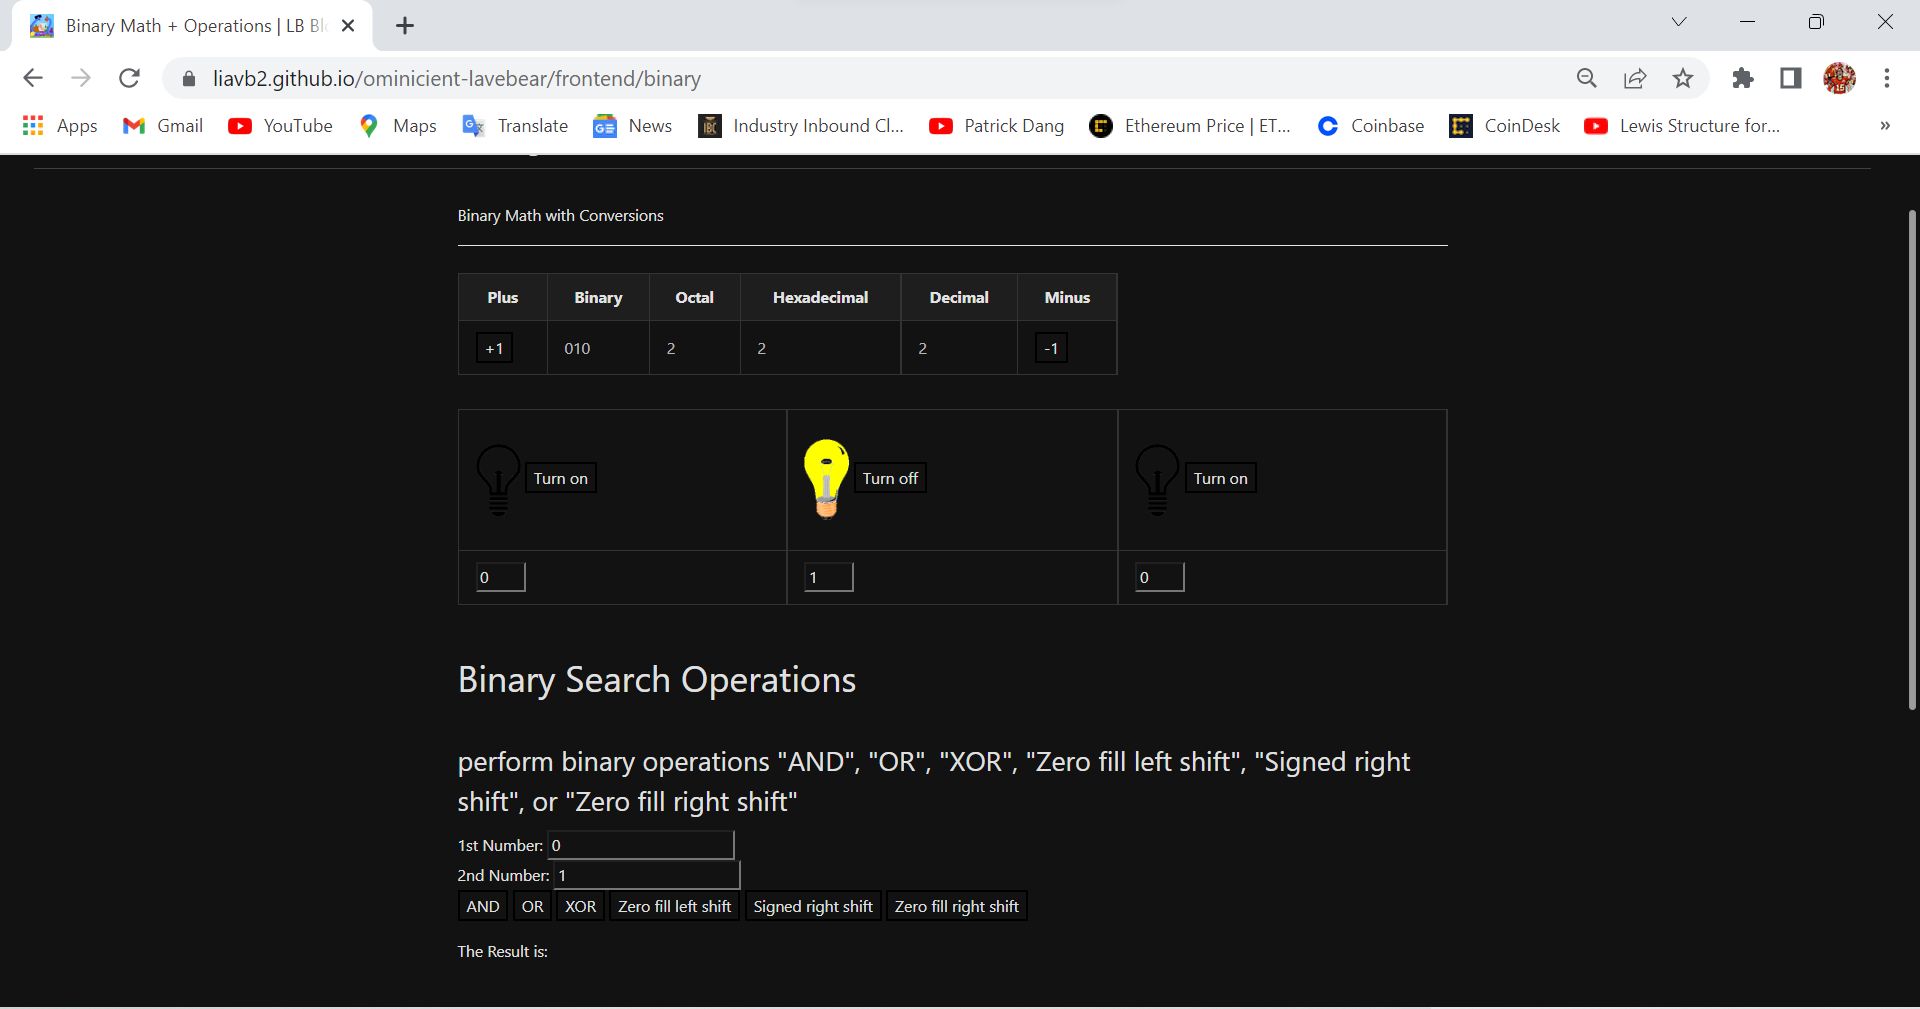 Binary Math + Operations | LB Bl
liavb2.github.io/ominicient-lavebear/frontend/binary
Apps Gmail YouTube Maps Translate News Industry Inbound Cl... Patrick Dang Ethereum Price | ET... Coinbase CoinDesk Lewis Structure for... »
Binary Math with Conversions
Plus Binary Octal Hexadecimal Decimal Minus
+1 010 2 2 2 -1
Turn on Turn off Turn on
0 1 0
Binary Search Operations
perform binary operations "AND", "OR", "XOR", "Zero fill left shift", "Signed right
shift", or "Zero fill right shift"
1st Number: 0
2nd Number: 1
AND OR XOR Zero fill left shift Signed right shift Zero fill right shift
The Result is: